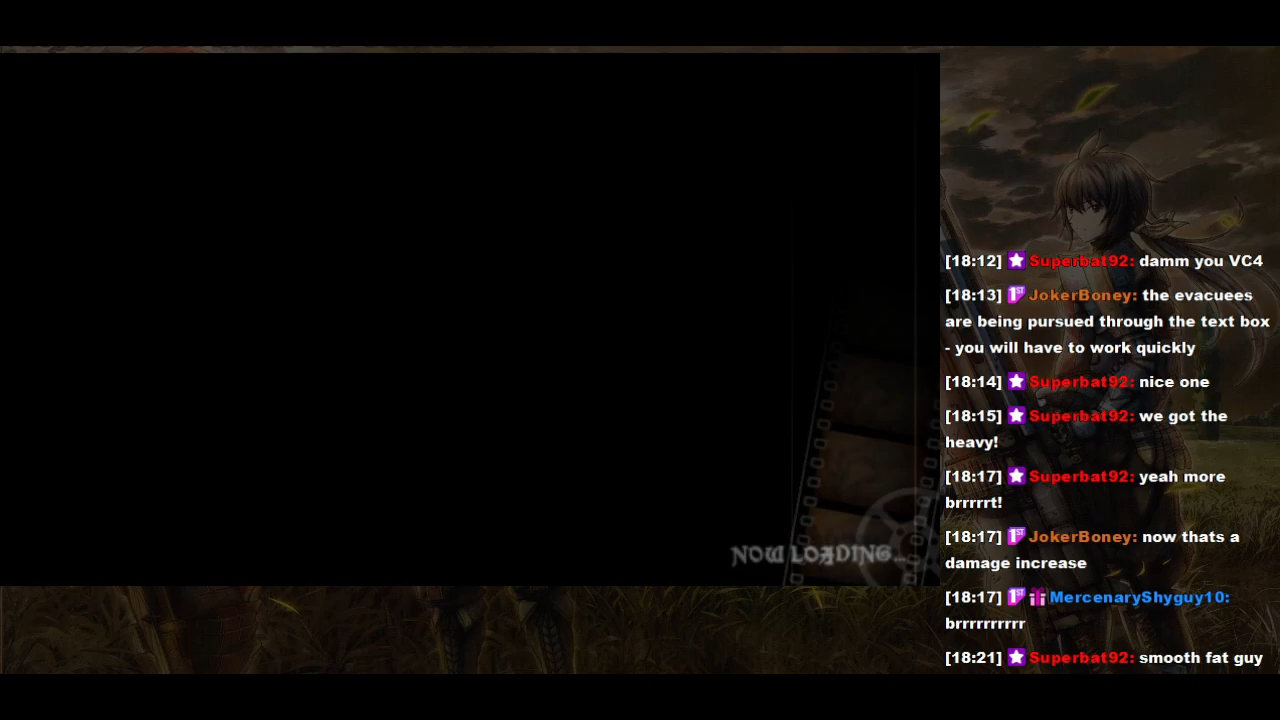 [18:12] Superbat92: damm you VC4
[18:13] 1ST JokerBoney: the evacuees
are being pursued through the text box
- you will have to work quickly
[18:14] Superbat92: nice one
[18:15] Superbat92: we got the
heavy!
[18:17] Superbat92: yeah more
brrrrrt!
[18:17] 1ST JokerBoney: now thats a
damage increase
NOW LOADING...
[18:17] 1ST MercenaryShyguy10:
brrrrrrrrrr
[18:21] Superbat92: smooth fat guy